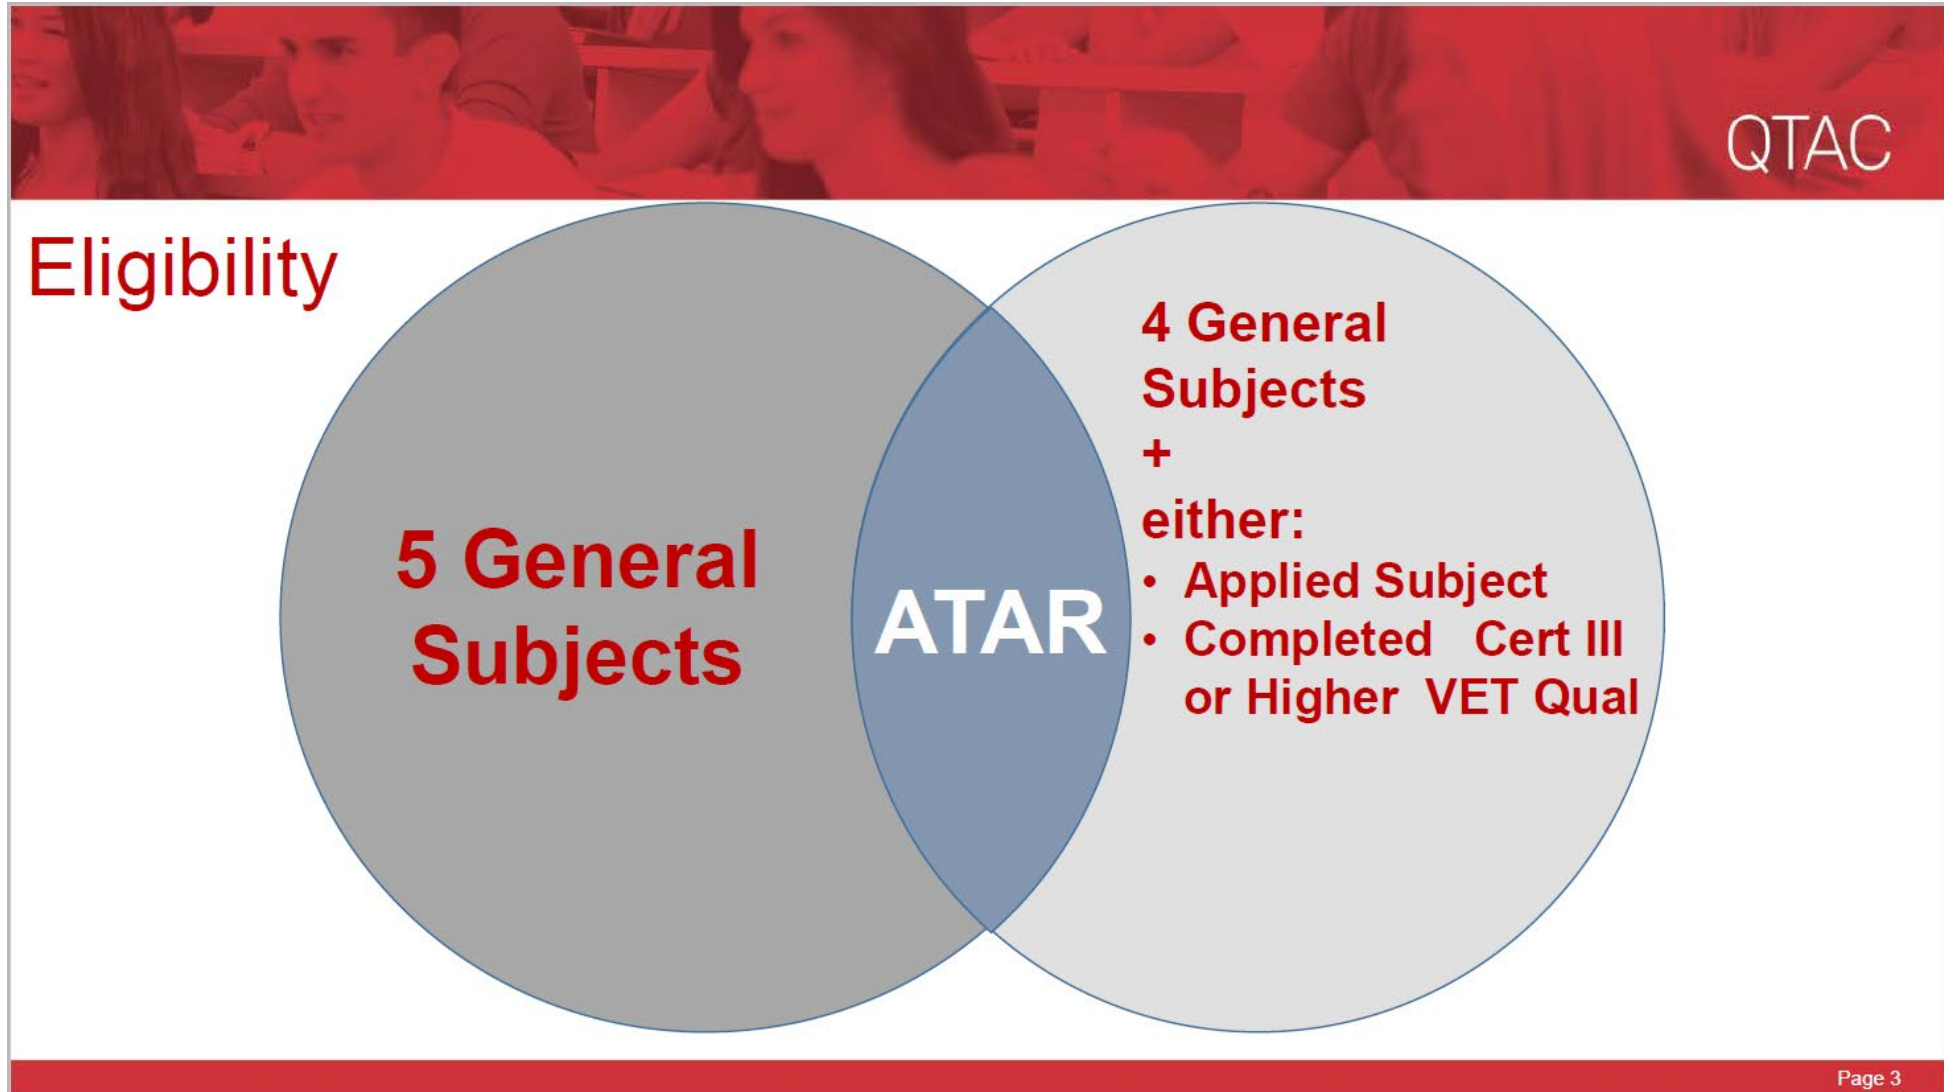 QTAC
Eligibility
5 General
Subjects
ATAR
4 General
Subjects
+
either:
• Applied Subject
• Completed Cert III
or Higher VET Qual
Page 3